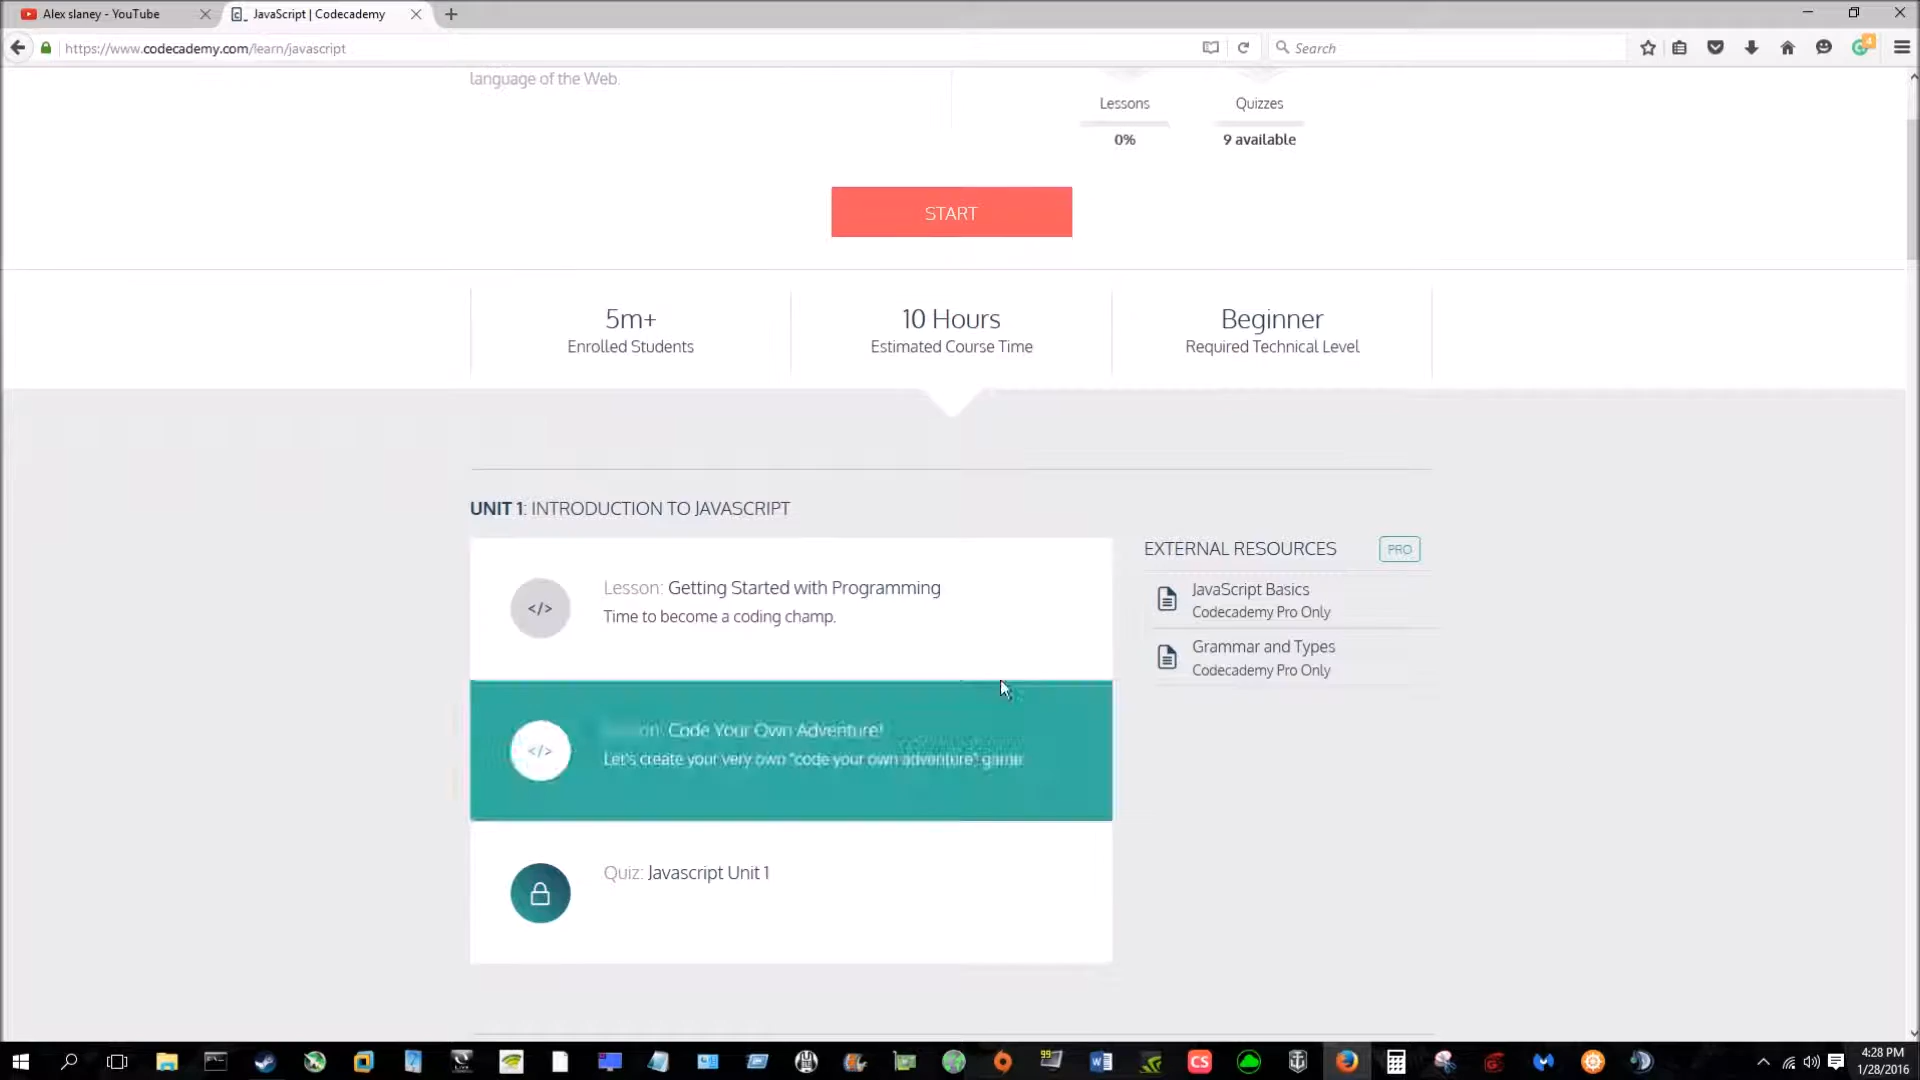 Alex slaney - YouTube
JavaScript | Codecademy
https://www.codecademy.com/learn/javascript
Search
4
language of the Web.
Lessons
Quizzes
0%
9 available
START
5m+
Enrolled Students
10 Hours
Estimated Course Time
Beginner
Required Technical Level
UNIT 1: INTRODUCTION TO JAVASCRIPT
</> Lesson: Getting Started with Programming
Time to become a coding champ.
</> Lesson: Code Your Own Adventure!
Let's create your very own "code your own adventure" game
Quiz: Javascript Unit 1
EXTERNAL RESOURCES
PRO
JavaScript Basics
Codecademy Pro Only
Grammar and Types
Codecademy Pro Only
99
CS
4:28 PM
1/28/2016